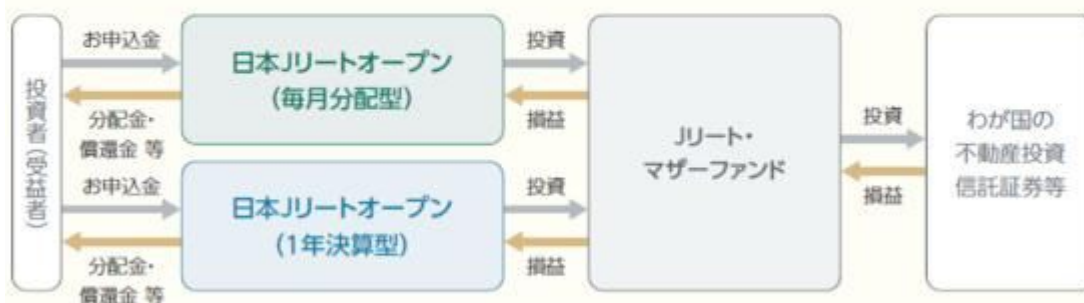 投資者(受益者)
お申込金
分配金・
償還金 等
お申込金
分配金・
償還金 等
日本Jリートオープン
(毎月分配型)
日本Jリートオープン
(1年決算型)
投資
損益
投資
損益
Jリート・
マザーファンド
投資
損益
わが国の
不動産投資
信託証券等